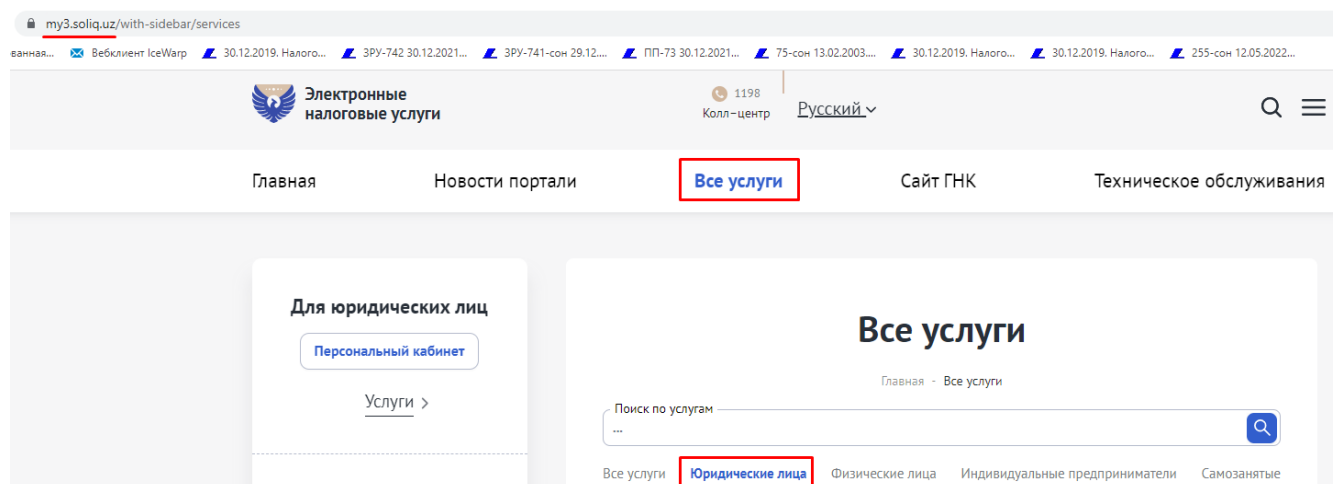 my3.soliq.uz/with-sidebar/services
ованная... Вебклиент IceWarp 30.12.2019. Налого... ЗРУ-742 30.12.2021... ЗРУ-741-сон 29.12.... ПП-73 30.12.2021... 75-сон 13.02.2003.... 30.12.2019. Налого... 30.12.2019. Налого... 255-сон 12.05.2022...
Электронные
налоговые услуги
1198
Колл-центр
Русский
Главная Новости портали Все услуги Сайт ГНК Техническое обслуживания
Для юридических лиц
Персональный кабинет
Услуги >
Все услуги
Главная - Все услуги
Поиск по услугам
...
Все услуги Юридические лица Физические лица Индивидуальные предприниматели Самозанятые